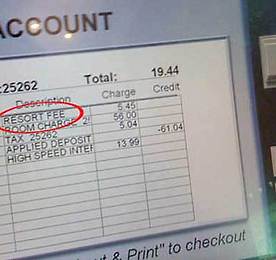 ACCOUNT
:25262 Total: 19.44
Description Charge Credit
RESORT FEE 5.45
ROOM CHARGE 56.00
TAX 25262 5.04
APPLIED DEPOSIT -61.04
HIGH SPEED INTE 13.99
& Print" to checkout